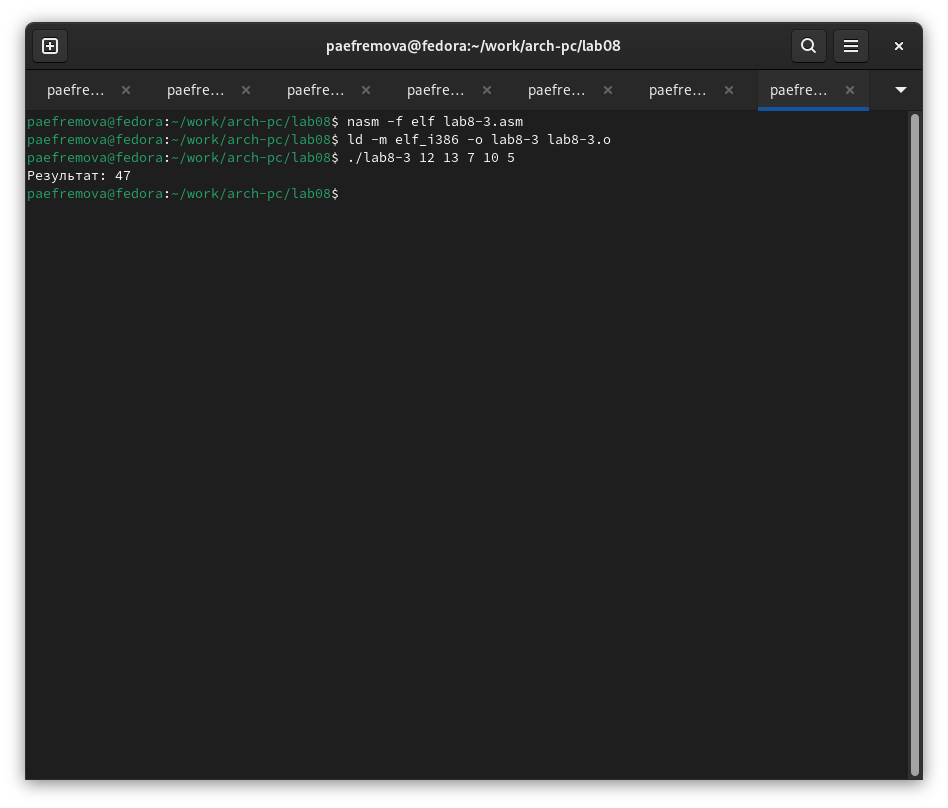 paefremova@fedora:~/work/arch-pc/lab08
paefre… paefre… paefre… paefre… paefre… paefre… paefre…
paefremova@fedora:~/work/arch-pc/lab08$ nasm -f elf lab8-3.asm
paefremova@fedora:~/work/arch-pc/lab08$ ld -m elf_i386 -o lab8-3 lab8-3.o
paefremova@fedora:~/work/arch-pc/lab08$ ./lab8-3 12 13 7 10 5
Результат: 47
paefremova@fedora:~/work/arch-pc/lab08$